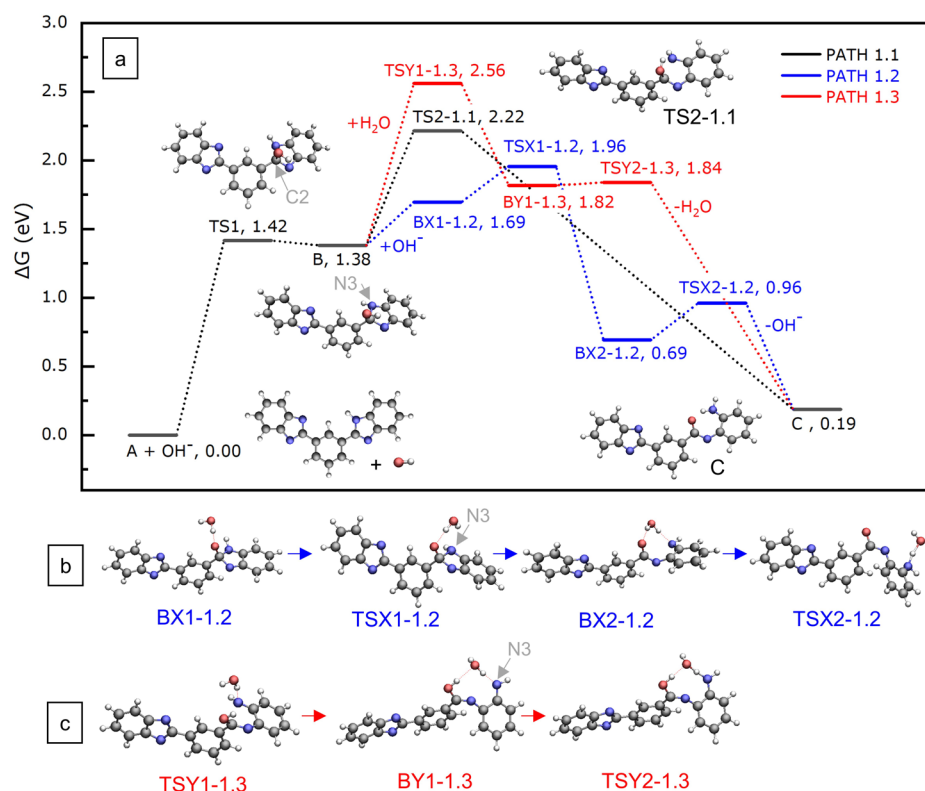 a
ΔG (eV)
3.0
2.5
2.0
1.5
1.0
0.5
0.0
PATH 1.1
PATH 1.2
PATH 1.3
TSY1-1.3, 2.56
+H₂O
TS2-1.1, 2.22
TS2-1.1
TSX1-1.2, 1.96
TSY2-1.3, 1.84
BY1-1.3, 1.82
-H₂O
C2
BX1-1.2, 1.69
+OH⁻
TS1, 1.42
B, 1.38
N3
TSX2-1.2, 0.96
-OH⁻
BX2-1.2, 0.69
A + OH⁻, 0.00
+
C
C , 0.19
b
N3
BX1-1.2
TSX1-1.2
BX2-1.2
TSX2-1.2
c
N3
TSY1-1.3
BY1-1.3
TSY2-1.3